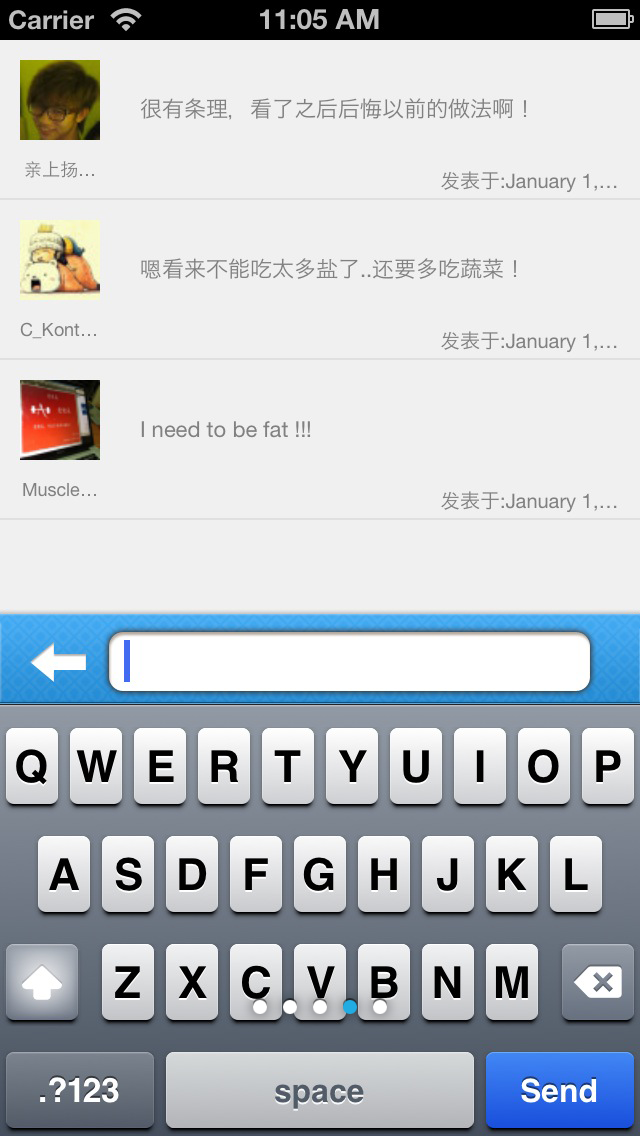 Carrier 11:05 AM
很有条理，看了之后后悔以前的做法啊！
亲上扬…
发表于:January 1,…
嗯看来不能吃太多盐了..还要多吃蔬菜！
C_Kont…
发表于:January 1,…
I need to be fat !!!
Muscle…
发表于:January 1,…
Q W E R T Y U I O P
A S D F G H J K L
Z X C V B N M
.?123 space Send